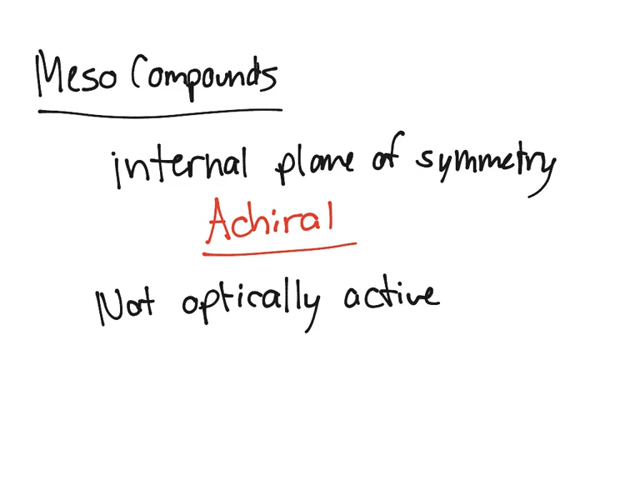 Meso Compounds
internal plane of symmetry
Achiral
Not optically active